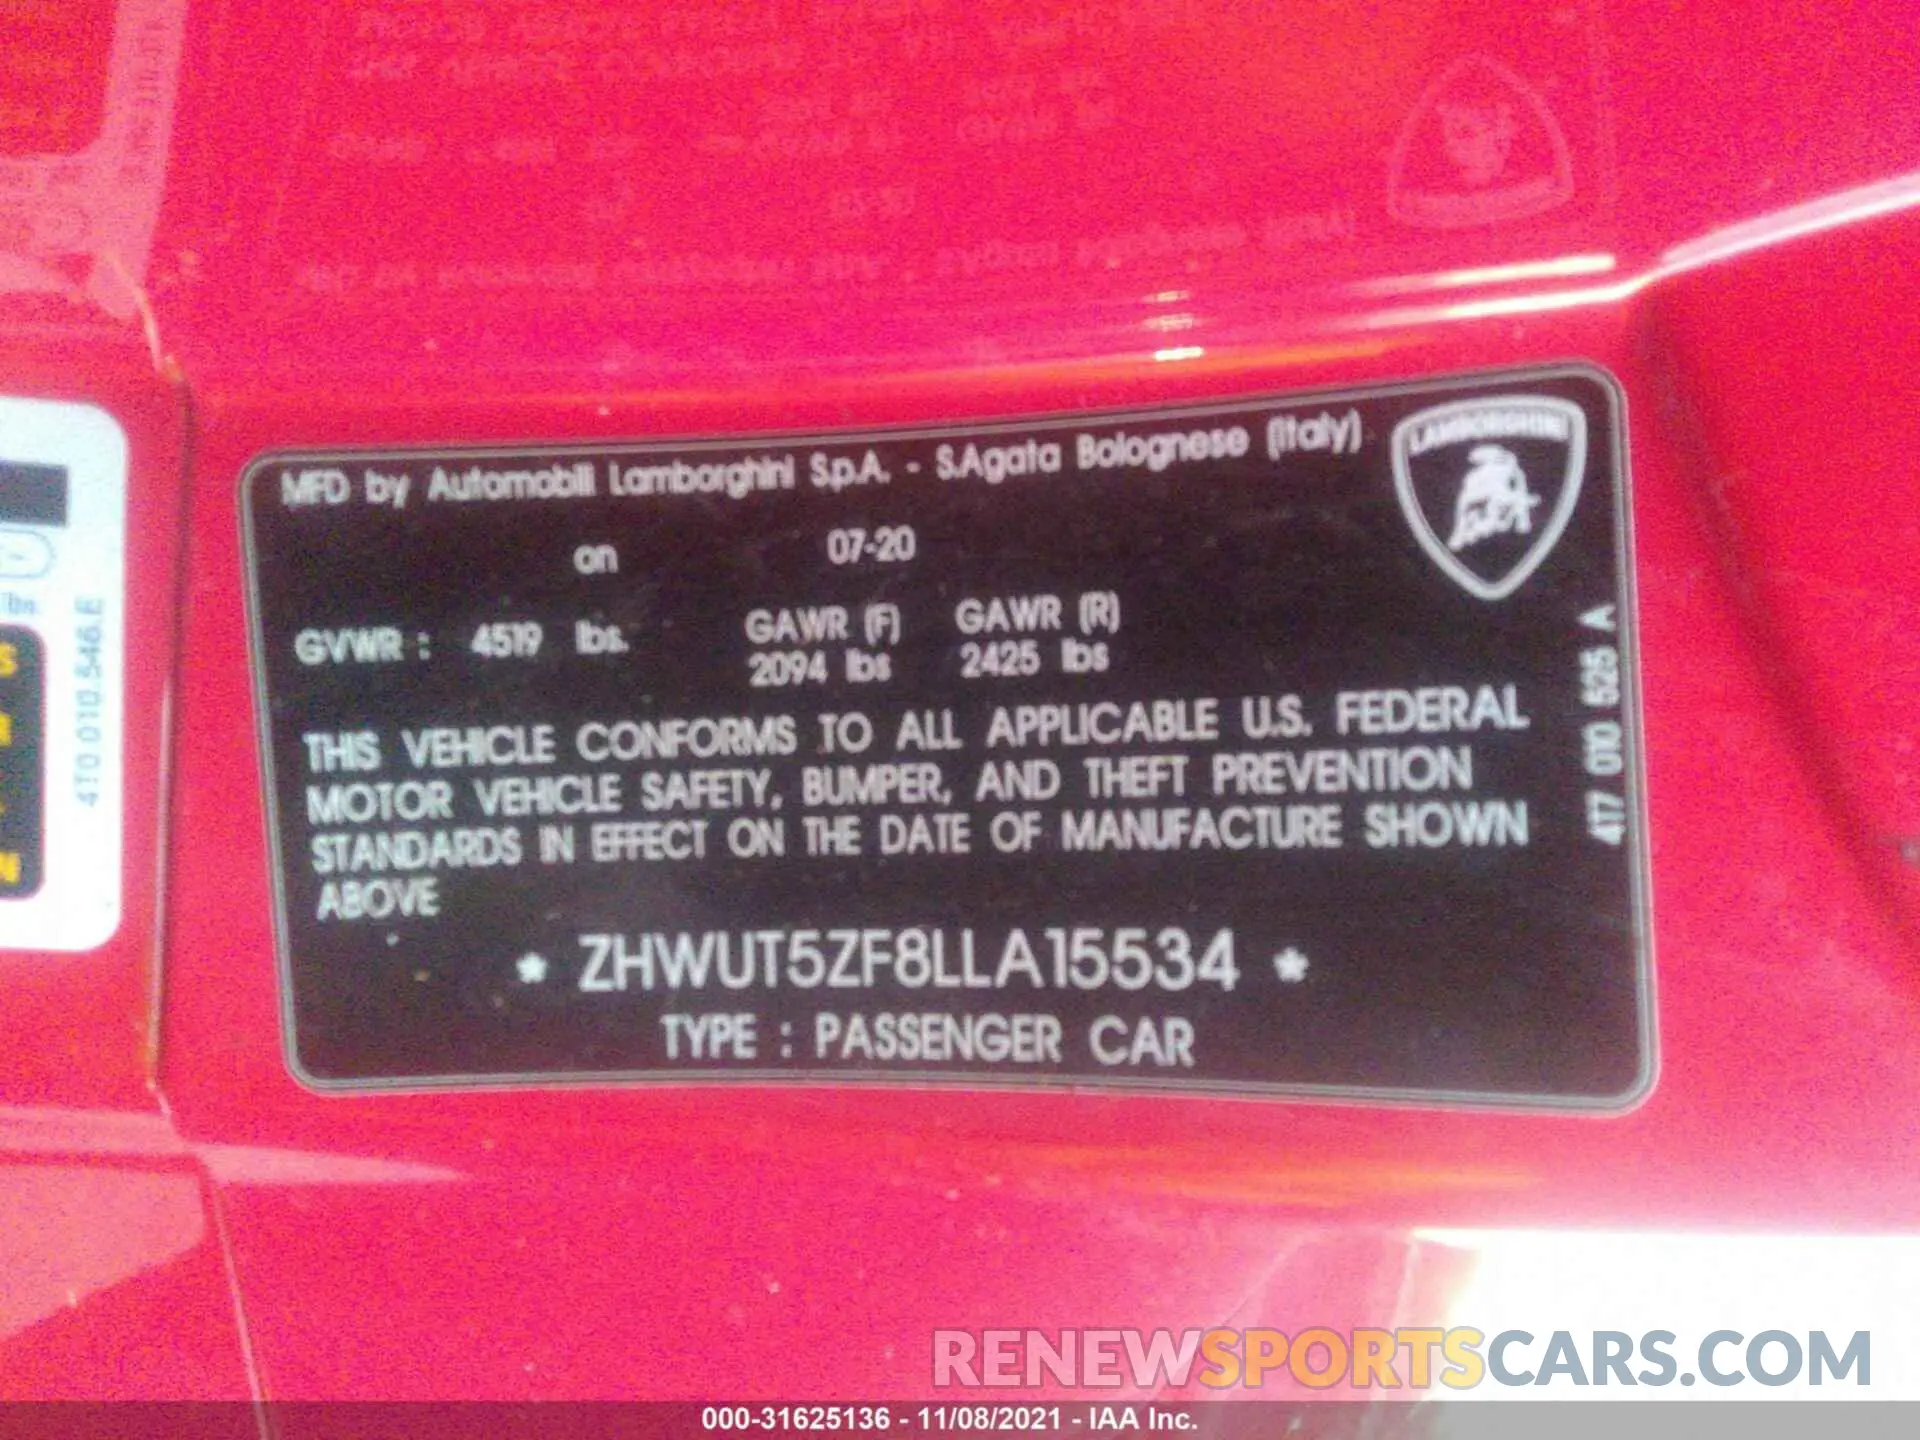 MFD by Automobili Lamborghini S.p.A. - S.Agata Bolognese (Italy)
LAMBORGHINI
on 07-20
GVWR : 4519 lbs. GAWR (F) GAWR (R)
2094 lbs 2425 lbs
THIS VEHICLE CONFORMS TO ALL APPLICABLE U.S. FEDERAL
MOTOR VEHICLE SAFETY, BUMPER, AND THEFT PREVENTION
STANDARDS IN EFFECT ON THE DATE OF MANUFACTURE SHOWN
ABOVE
* ZHWUT5ZF8LLA15534 *
TYPE : PASSENGER CAR
4T7 010 525 A
lbs
4T0 010 546 E
S
N
RENEWSPORTSCARS.COM
000-31625136 - 11/08/2021 - IAA Inc.